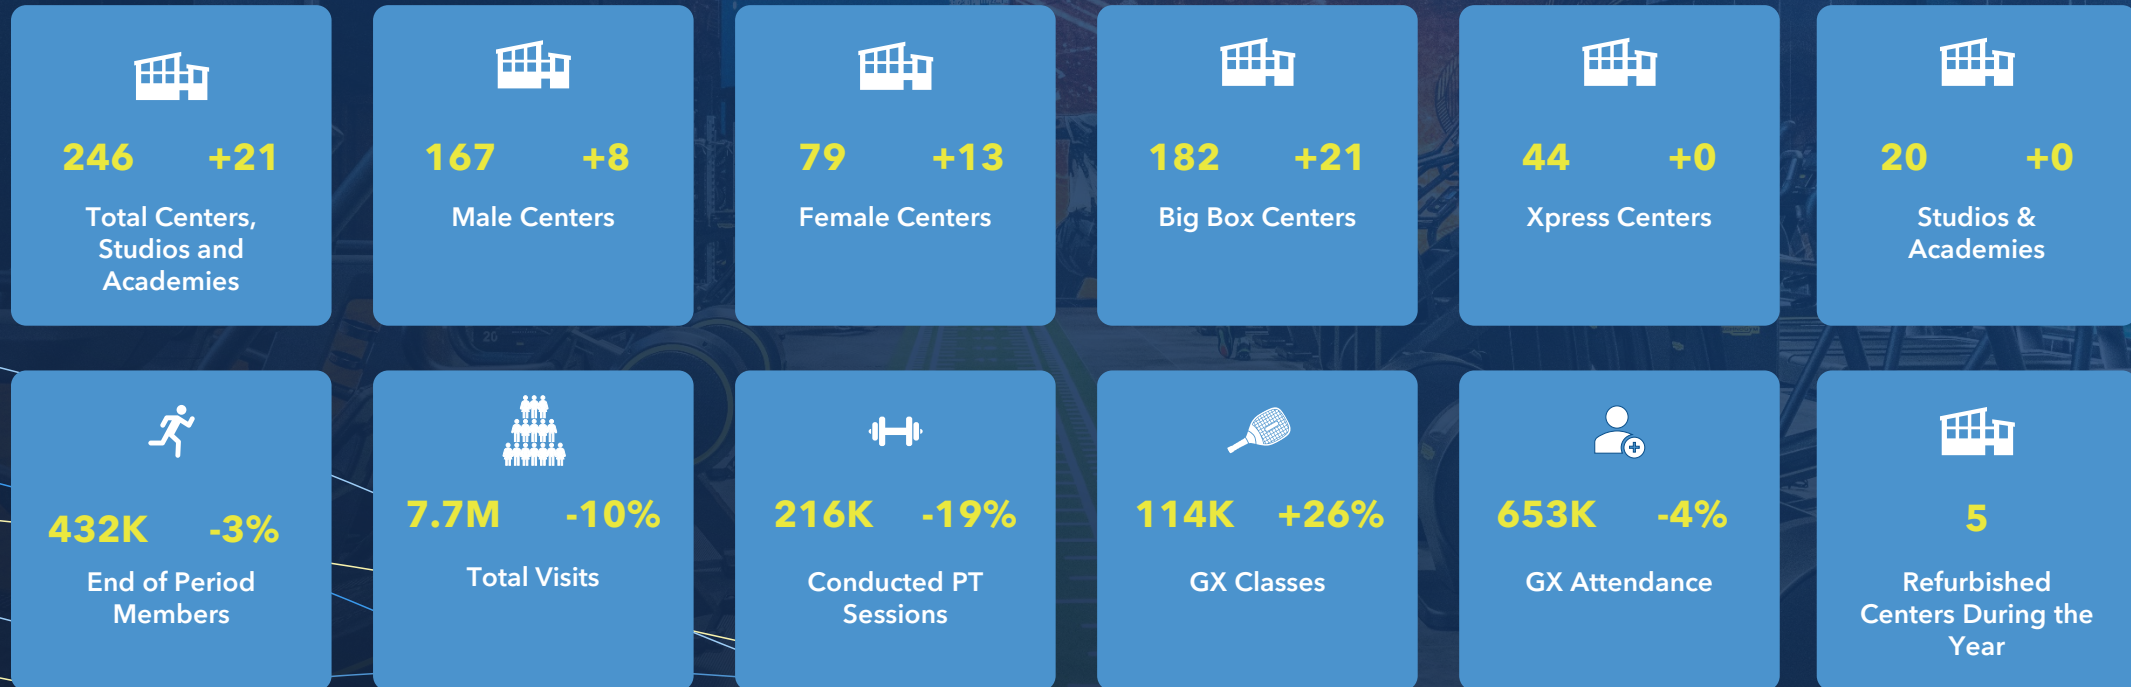 246 +21
Total Centers,
Studios and
Academies
167 +8
Male Centers
79 +13
Female Centers
182 +21
Big Box Centers
44 +0
Xpress Centers
20 +0
Studios &
Academies
432K -3%
End of Period
Members
7.7M -10%
Total Visits
216K -19%
Conducted PT
Sessions
114K +26%
GX Classes
653K -4%
GX Attendance
5
Refurbished
Centers During the
Year
20